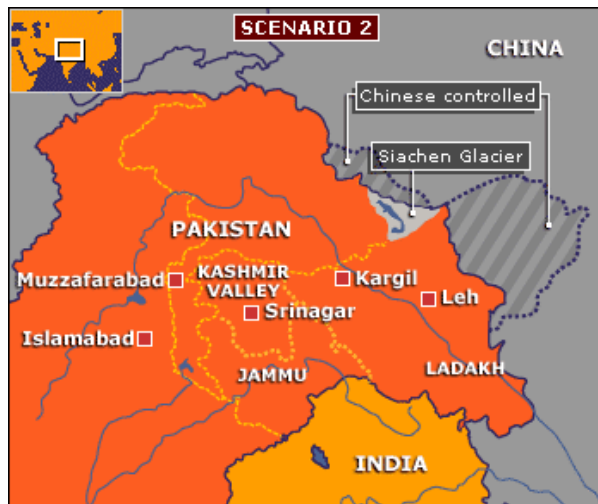 SCENARIO 2
CHINA
Chinese controlled
Siachen Glacier
PAKISTAN
Muzzafarabad
KASHMIR
VALLEY
Kargil
Leh
Srinagar
Islamabad
JAMMU
LADAKH
INDIA